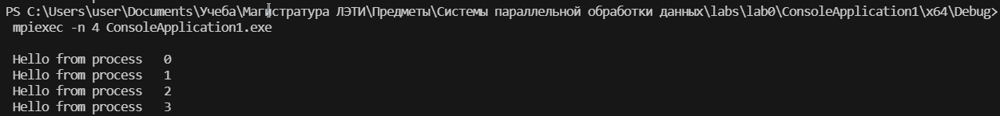 PS C:\Users\user\Documents\Учеба\Магистратура ЛЭТИ\Предметы\Системы параллельной обработки данных\labs\lab0\ConsoleApplication1\x64\Debug>
mpiexec -n 4 ConsoleApplication1.exe
Hello from process   0
Hello from process   1
Hello from process   2
Hello from process   3